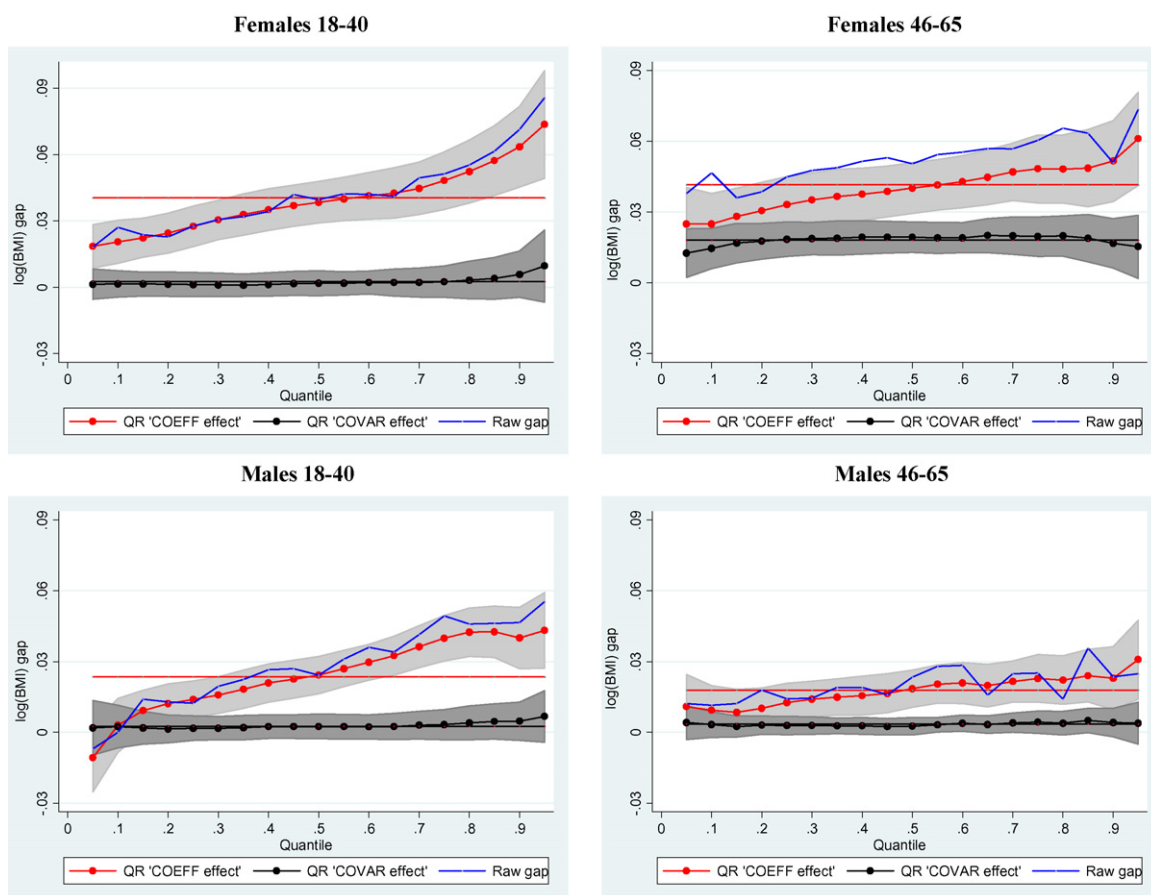 Females 18-40
Females 46-65
log(BMI) gap
.09
.06
.03
0
-.03
0 .1 .2 .3 .4 .5 .6 .7 .8 .9
Quantile
QR 'COEFF effect' QR 'COVAR effect' Raw gap
log(BMI) gap
.09
.06
.03
0
-.03
0 .1 .2 .3 .4 .5 .6 .7 .8 .9
Quantile
QR 'COEFF effect' QR 'COVAR effect' Raw gap
Males 18-40
Males 46-65
log(BMI) gap
.09
.06
.03
0
-.03
0 .1 .2 .3 .4 .5 .6 .7 .8 .9
Quantile
QR 'COEFF effect' QR 'COVAR effect' Raw gap
log(BMI) gap
.09
.06
.03
0
-.03
0 .1 .2 .3 .4 .5 .6 .7 .8 .9
Quantile
QR 'COEFF effect' QR 'COVAR effect' Raw gap